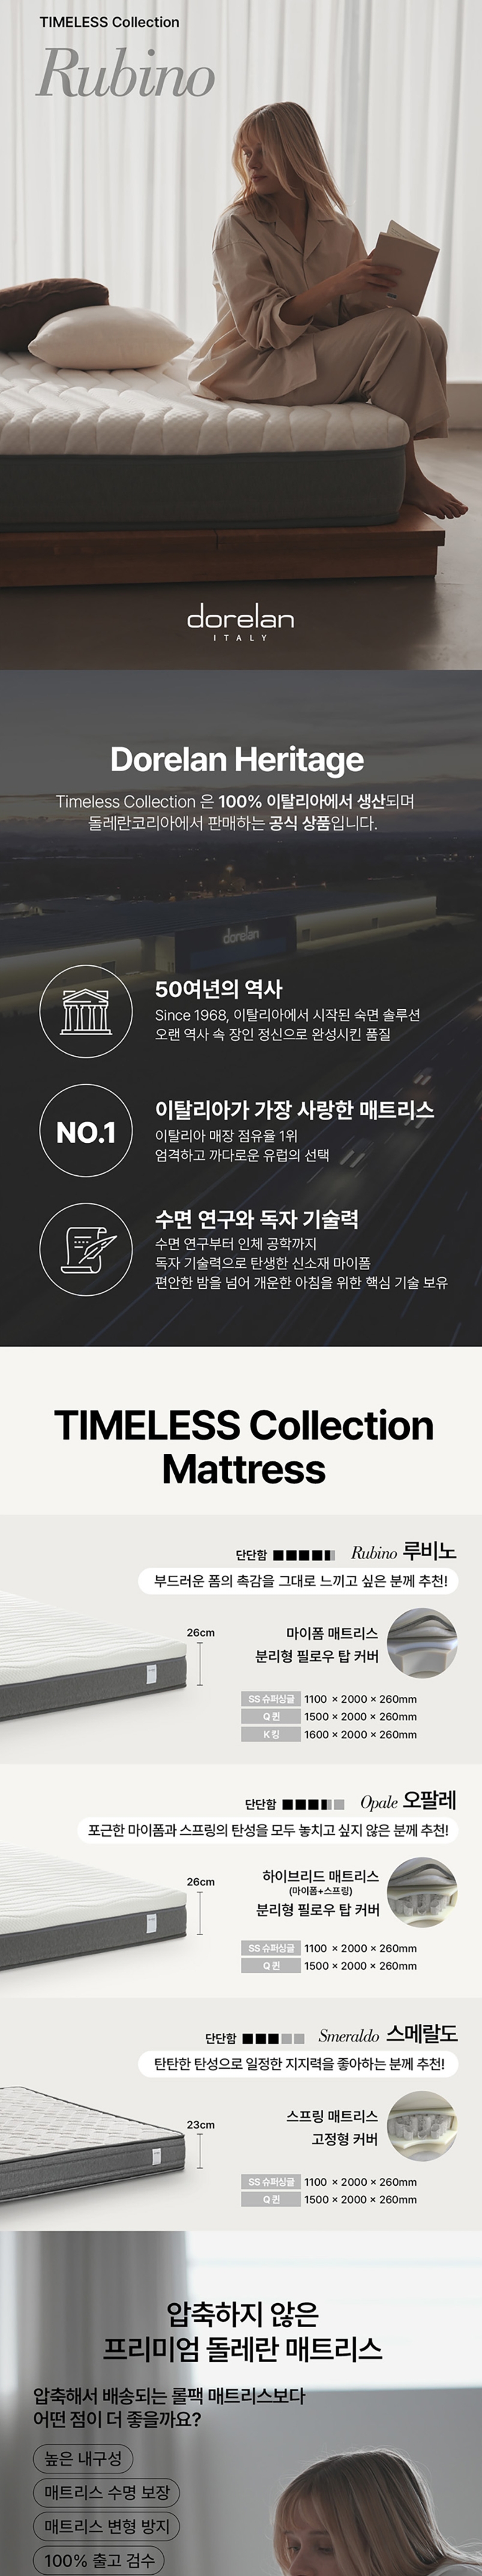 TIMELESS Collection
Rubino
dorelan
ITALY
Dorelan Heritage
Timeless Collection 은 100% 이탈리아에서 생산되며
돌레란코리아에서 판매하는 공식 상품입니다.
dorelan
50여년의 역사
Since 1968, 이탈리아에서 시작된 숙면 솔루션
오랜 역사 속 장인 정신으로 완성시킨 품질
NO.1
이탈리아가 가장 사랑한 매트리스
이탈리아 매장 점유율 1위
엄격하고 까다로운 유럽의 선택
수면 연구와 독자 기술력
수면 연구부터 인체 공학까지
독자 기술력으로 탄생한 신소재 마이폼
편안한 밤을 넘어 개운한 아침을 위한 핵심 기술 보유
TIMELESS Collection
Mattress
단단함 Rubino 루비노
부드러운 폼의 촉감을 그대로 느끼고 싶은 분께 추천!
26cm
마이폼 매트리스
분리형 필로우 탑 커버
SS 슈퍼싱글 1100 × 2000 × 260mm
Q 퀸 1500 × 2000 × 260mm
K 킹 1600 × 2000 × 260mm
단단함 Opale 오팔레
포근한 마이폼과 스프링의 탄성을 모두 놓치고 싶지 않은 분께 추천!
26cm
하이브리드 매트리스
(마이폼+스프링)
분리형 필로우 탑 커버
SS 슈퍼싱글 1100 × 2000 × 260mm
Q 퀸 1500 × 2000 × 260mm
단단함 Smeraldo 스메랄도
탄탄한 탄성으로 일정한 지지력을 좋아하는 분께 추천!
23cm
스프링 매트리스
고정형 커버
SS 슈퍼싱글 1100 × 2000 × 260mm
Q 퀸 1500 × 2000 × 260mm
압축하지 않은
프리미엄 돌레란 매트리스
압축해서 배송되는 롤팩 매트리스보다
어떤 점이 더 좋을까요?
높은 내구성
매트리스 수명 보장
매트리스 변형 방지
100% 출고 검수